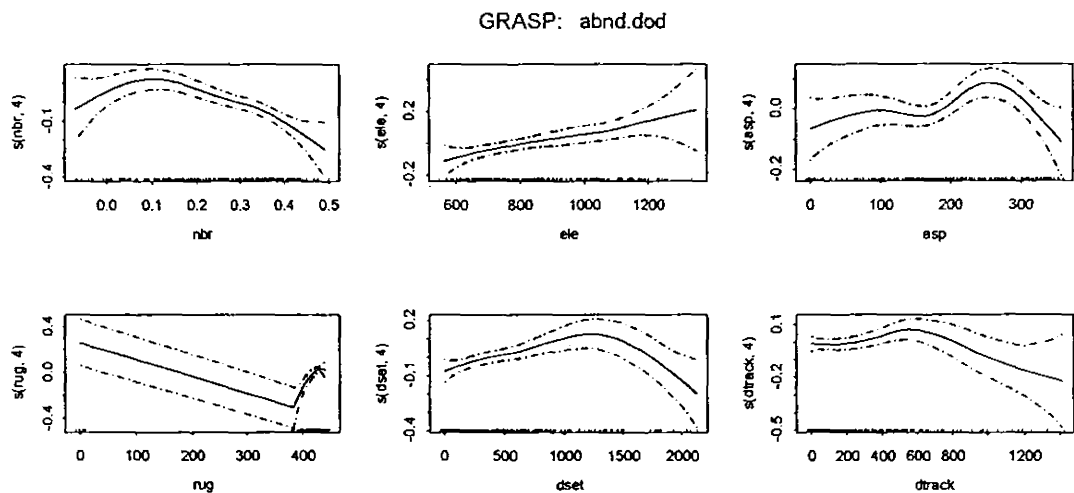 GRASP: abnd.dod
s(nbr, 4)
-0.1
-0.4
0.0 0.1 0.2 0.3 0.4 0.5
nbr
s(ele, 4)
0.2
-0.2
600 800 1000 1200
ele
s(asp, 4)
0.0
-0.2
0 100 200 300
asp
s(rug, 4)
0.4
0.0
-0.4
0 100 200 300 400
rug
s(dset, 4)
0.2
-0.1
-0.4
0 500 1000 1500 2000
dset
s(dtrack, 4)
0.1
-0.2
-0.5
0 200 400 600 800 1200
dtrack